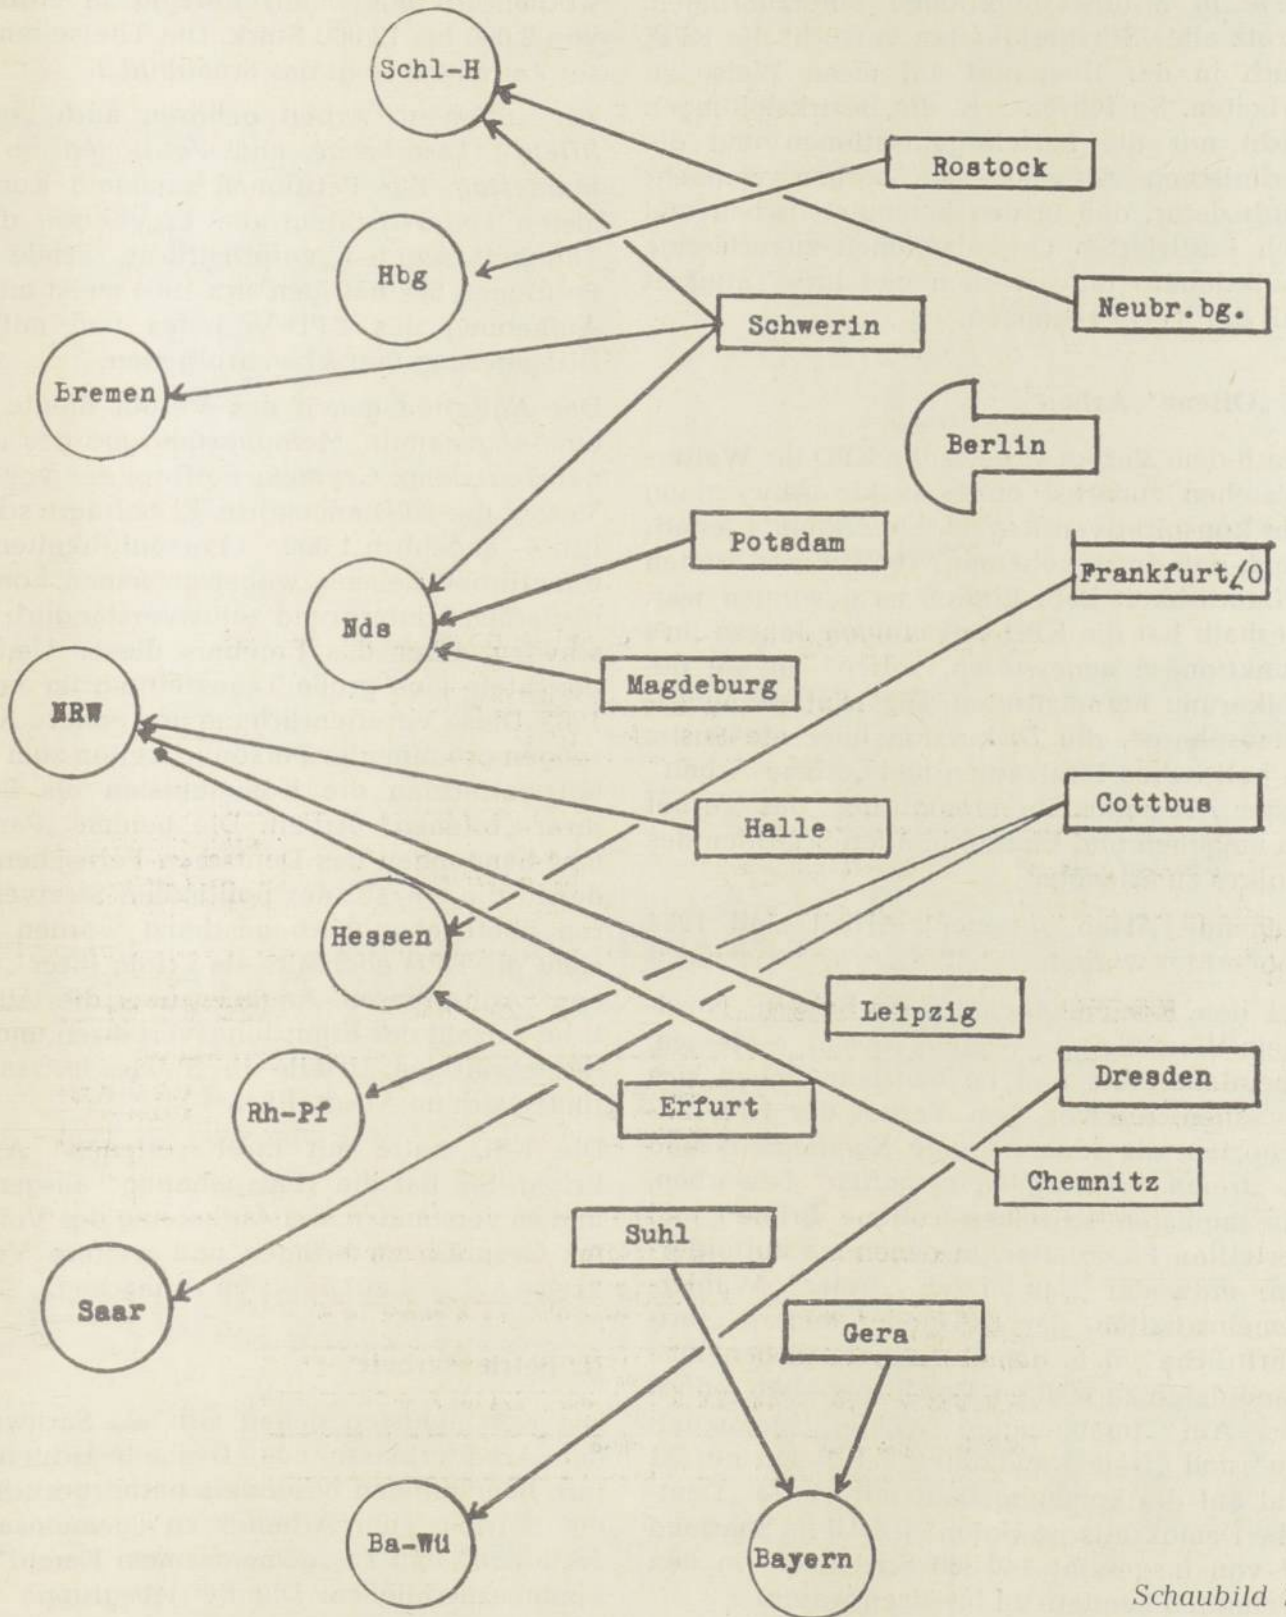 Schl-H
Rostock
Hbg
Neubr.bg.
Schwerin
Bremen
Berlin
Potsdam
Frankfurt/O
Nds
Magdeburg
NRW
Halle
Cottbus
Hessen
Leipzig
Dresden
Rh-Pf
Erfurt
Chemnitz
Suhl
Saar
Gera
Ba-Wü
Bayern
Schaubild